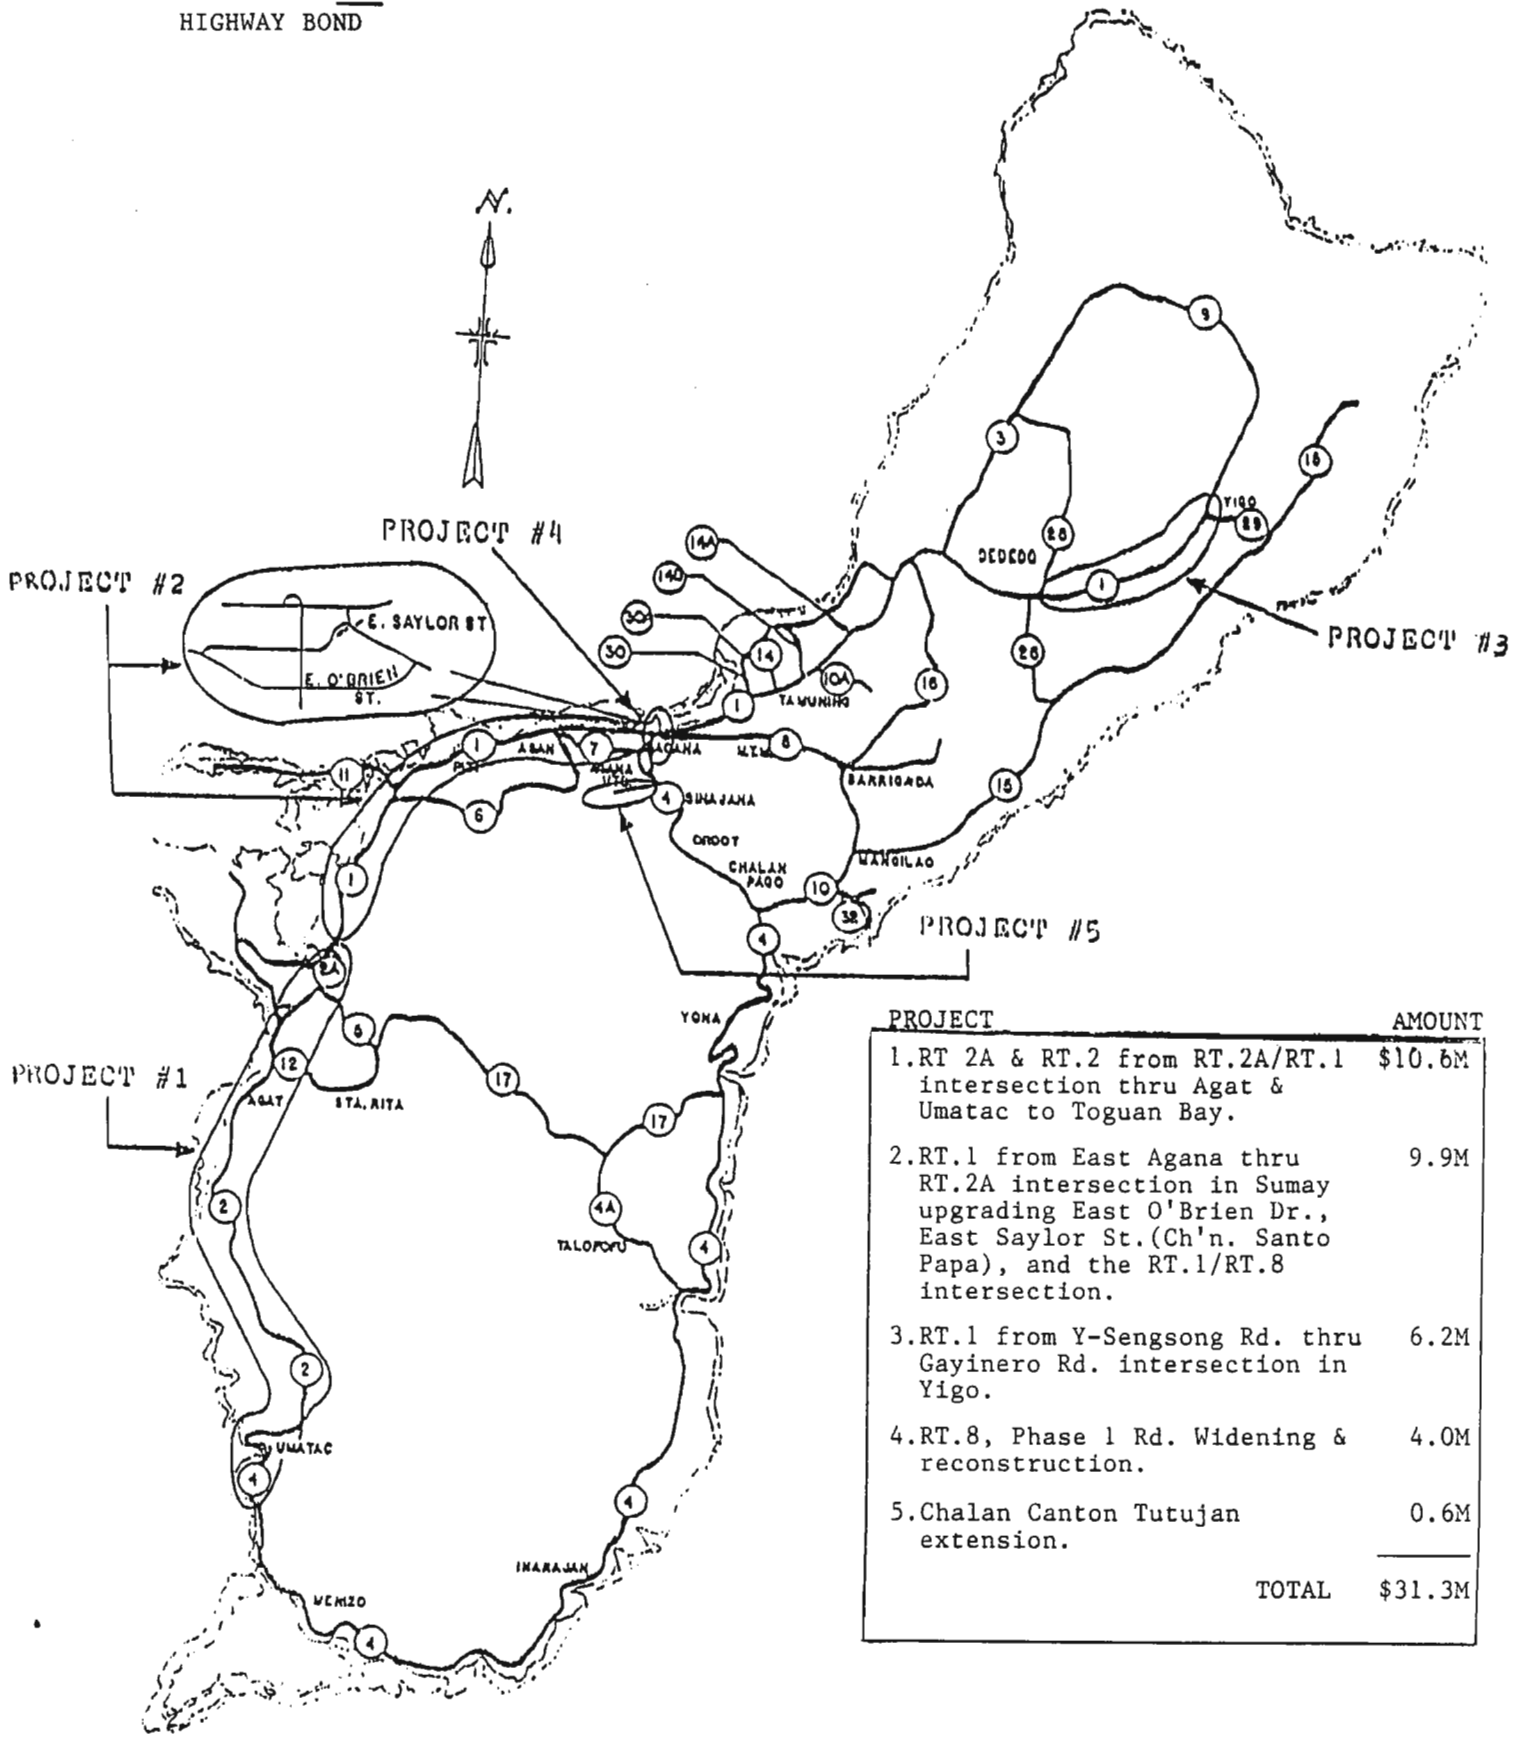 HIGHWAY BOND
N.
PROJECT #4
PROJECT #2
E. SAYLOR ST
E. O'BRIEN
ST.
9
3
15
28
YIGO
29
DEDEDO
1
PROJECT #3
26
14A
14D
30
14
10A
TAMUNING
1
16
8
BARRIGADA
15
11
1
PITI
ASAN
7
AGANA
6
4
SINAJANA
ORDOT
CHALAN
PAGO
10
MANGILAO
32
4
PROJECT #5
1
2A
5
12
AGAT
STA. RITA
PROJECT #1
17
YONA
17
4A
TALOFOFO
4
2
2
UMATAC
4
4
INARAJAN
MERIZO
4
PROJECT AMOUNT
1.RT 2A & RT.2 from RT.2A/RT.1 $10.6M
intersection thru Agat &
Umatac to Toguan Bay.
2.RT.1 from East Agana thru 9.9M
RT.2A intersection in Sumay
upgrading East O'Brien Dr.,
East Saylor St.(Ch'n. Santo
Papa), and the RT.1/RT.8
intersection.
3.RT.1 from Y-Sengsong Rd. thru 6.2M
Gayinero Rd. intersection in
Yigo.
4.RT.8, Phase 1 Rd. Widening & 4.0M
reconstruction.
5.Chalan Canton Tutujan 0.6M
extension.
TOTAL $31.3M